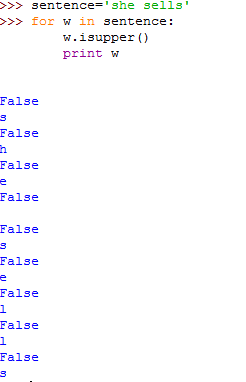 >>> sentence='she sells'
>>> for w in sentence:
        w.isupper()
        print w
False
s
False
h
False
e
False
False
s
False
e
False
l
False
l
False
s